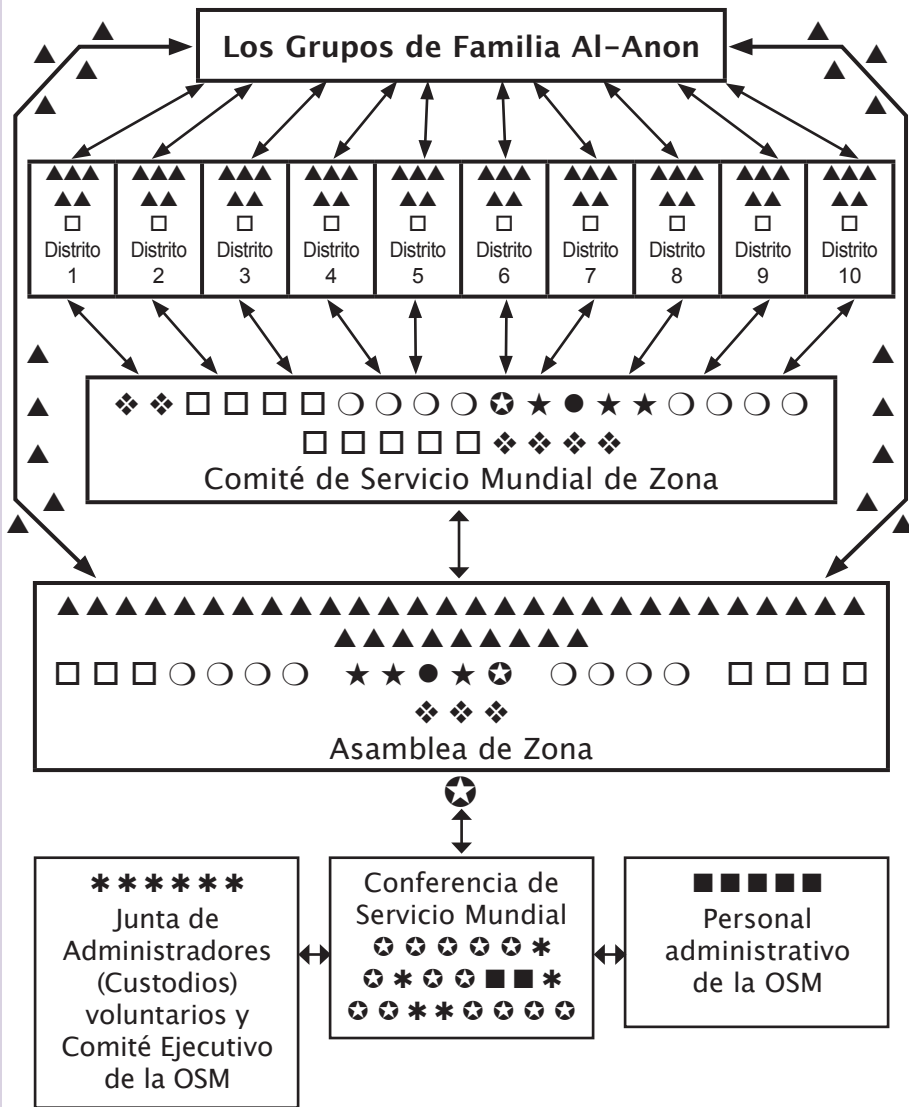 Los Grupos de Familia Al-Anon
Distrito
1
Distrito
2
Distrito
3
Distrito
4
Distrito
5
Distrito
6
Distrito
7
Distrito
8
Distrito
9
Distrito
10
Comité de Servicio Mundial de Zona
Asamblea de Zona
Junta de
Administradores
(Custodios)
voluntarios y
Comité Ejecutivo
de la OSM
Conferencia de
Servicio Mundial
Personal
administrativo
de la OSM